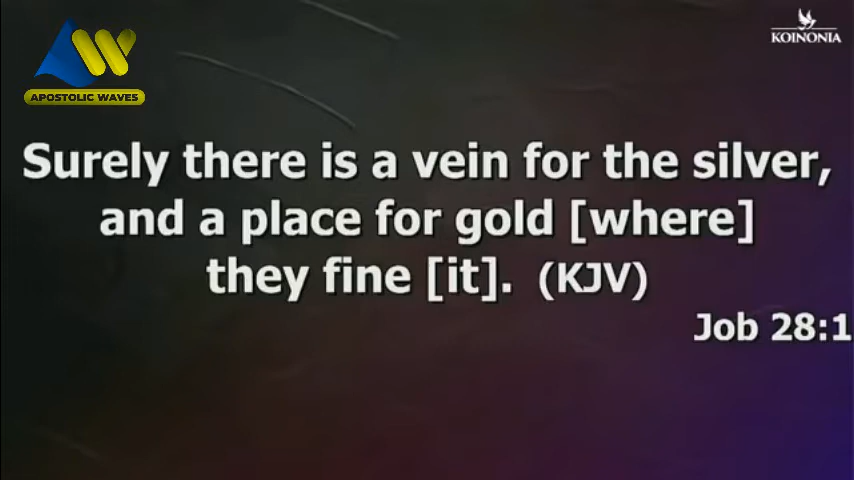 KOINONIA
AW
APOSTOLIC WAVES
Surely there is a vein for the silver,
and a place for gold [where]
they fine [it]. (KJV)
Job 28:1